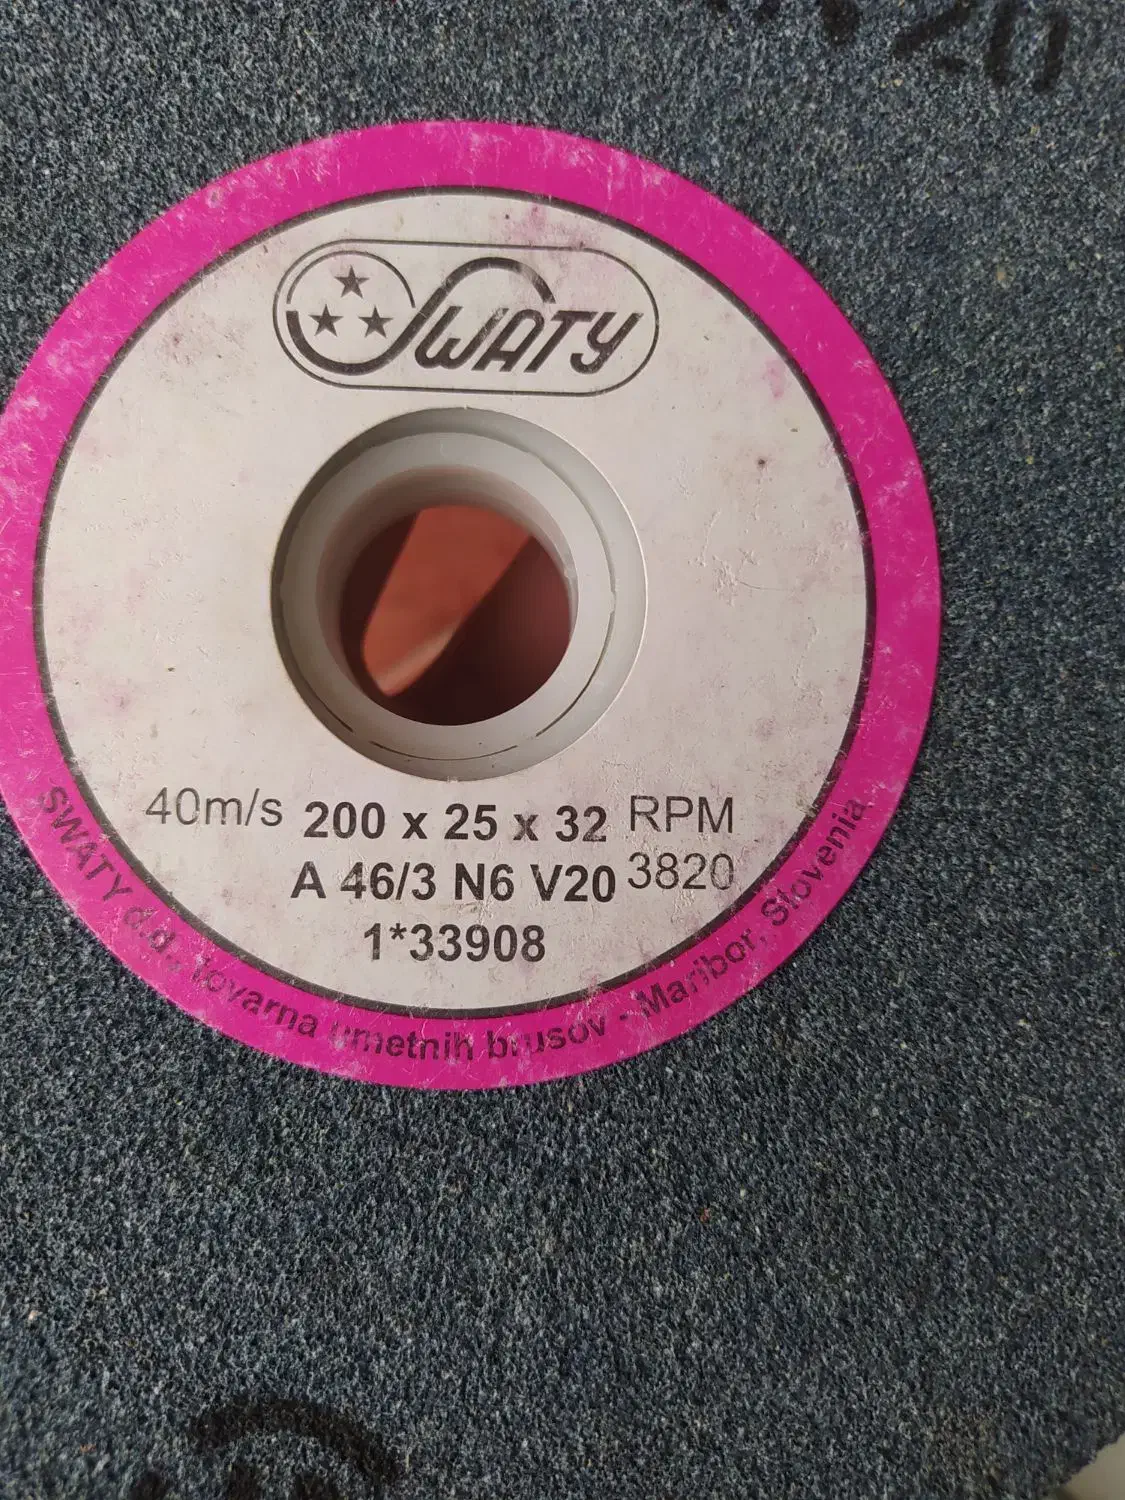 SWATY
40m/s 200 x 25 x 32 RPM
A 46/3 N6 V20 3820
1*33908
SWATY d.d., tovarna umetnih brusov - Maribor, Slovenia